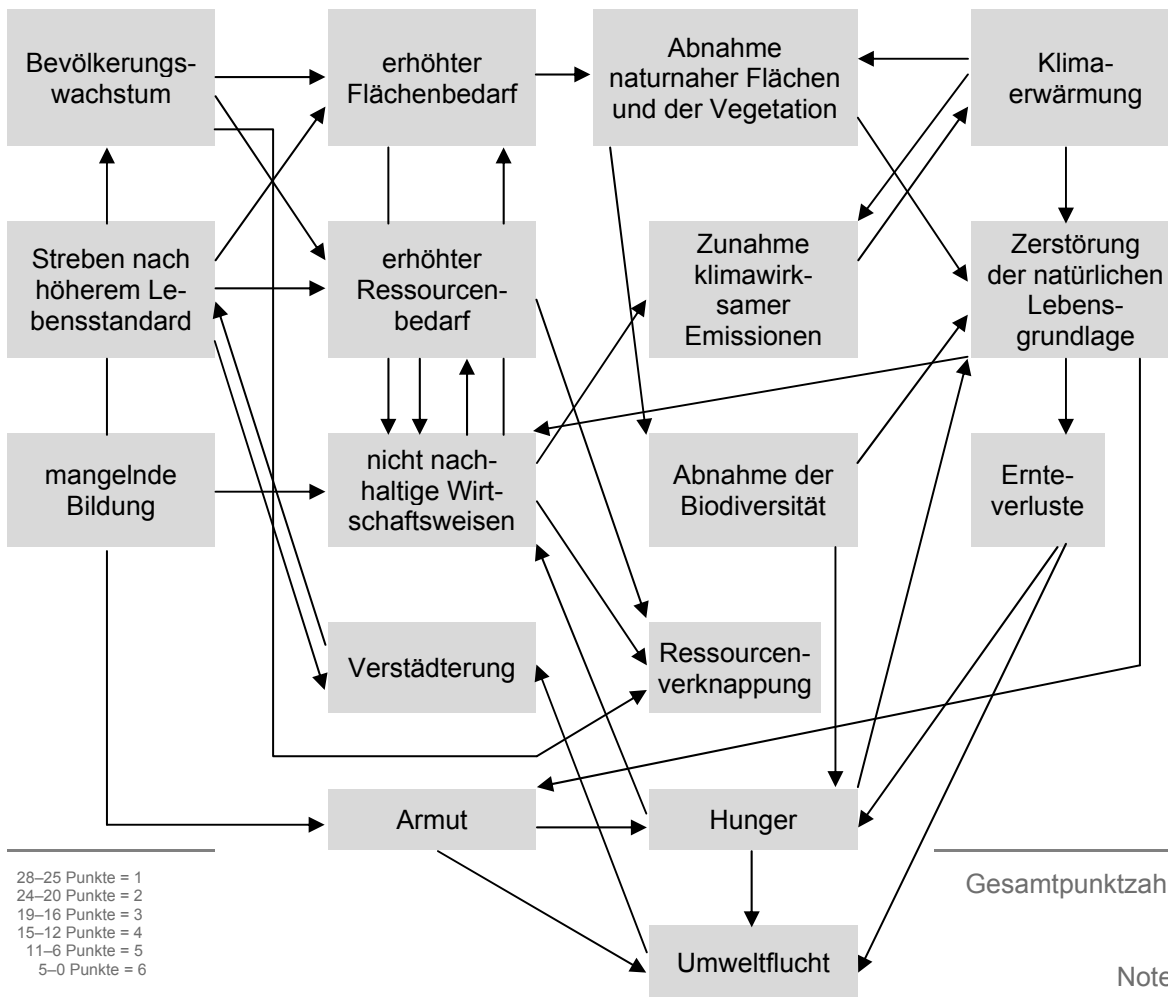 Bevölkerungs-
wachstum
erhöhter
Flächenbedarf
Abnahme
naturnaher Flächen
und der Vegetation
Klima-
erwärmung
Streben nach
höherem Le-
bensstandard
erhöhter
Ressourcen-
bedarf
Zunahme
klimawirk-
samer
Emissionen
Zerstörung
der natürlichen
Lebens-
grundlage
mangelnde
Bildung
nicht nach-
haltige Wirt-
schaftsweisen
Abnahme der
Biodiversität
Ernte-
verluste
Verstädterung
Ressourcen-
verknappung
Armut
Hunger
Umweltflucht
28–25 Punkte = 1
24–20 Punkte = 2
19–16 Punkte = 3
15–12 Punkte = 4
11–6 Punkte = 5
5–0 Punkte = 6
Gesamtpunktzah
Note